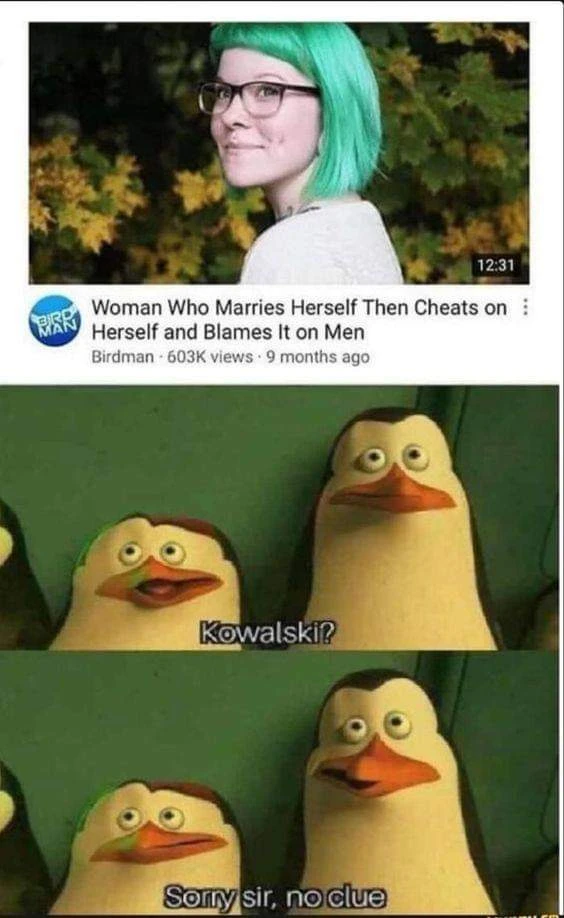 12:31
BIRD
MAN
Woman Who Marries Herself Then Cheats on
Herself and Blames It on Men
Birdman · 603K views · 9 months ago
Kowalski?
Sorry sir, no clue